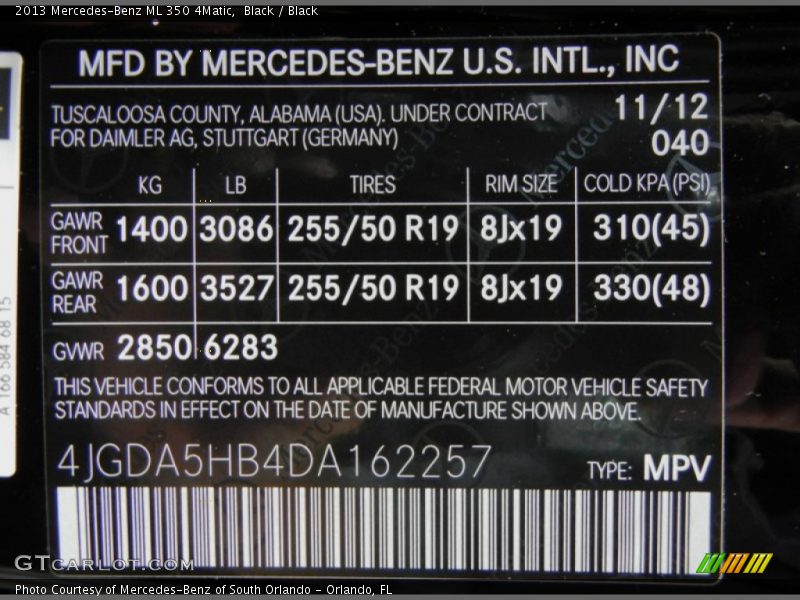 2013 Mercedes-Benz ML 350 4Matic,  Black / Black
MFD BY MERCEDES-BENZ U.S. INTL., INC
TUSCALOOSA COUNTY, ALABAMA (USA). UNDER CONTRACT 11/12
FOR DAIMLER AG, STUTTGART (GERMANY) 040
KG LB TIRES RIM SIZE COLD KPA (PSI)
GAWR FRONT 1400 3086 255/50 R19 8Jx19 310(45)
GAWR REAR 1600 3527 255/50 R19 8Jx19 330(48)
GVWR 2850 6283
THIS VEHICLE CONFORMS TO ALL APPLICABLE FEDERAL MOTOR VEHICLE SAFETY
STANDARDS IN EFFECT ON THE DATE OF MANUFACTURE SHOWN ABOVE.
4JGDA5HB4DA162257 TYPE: MPV
A 166 584 68 15
GTCARLOT.COM
Photo Courtesy of Mercedes-Benz of South Orlando - Orlando, FL